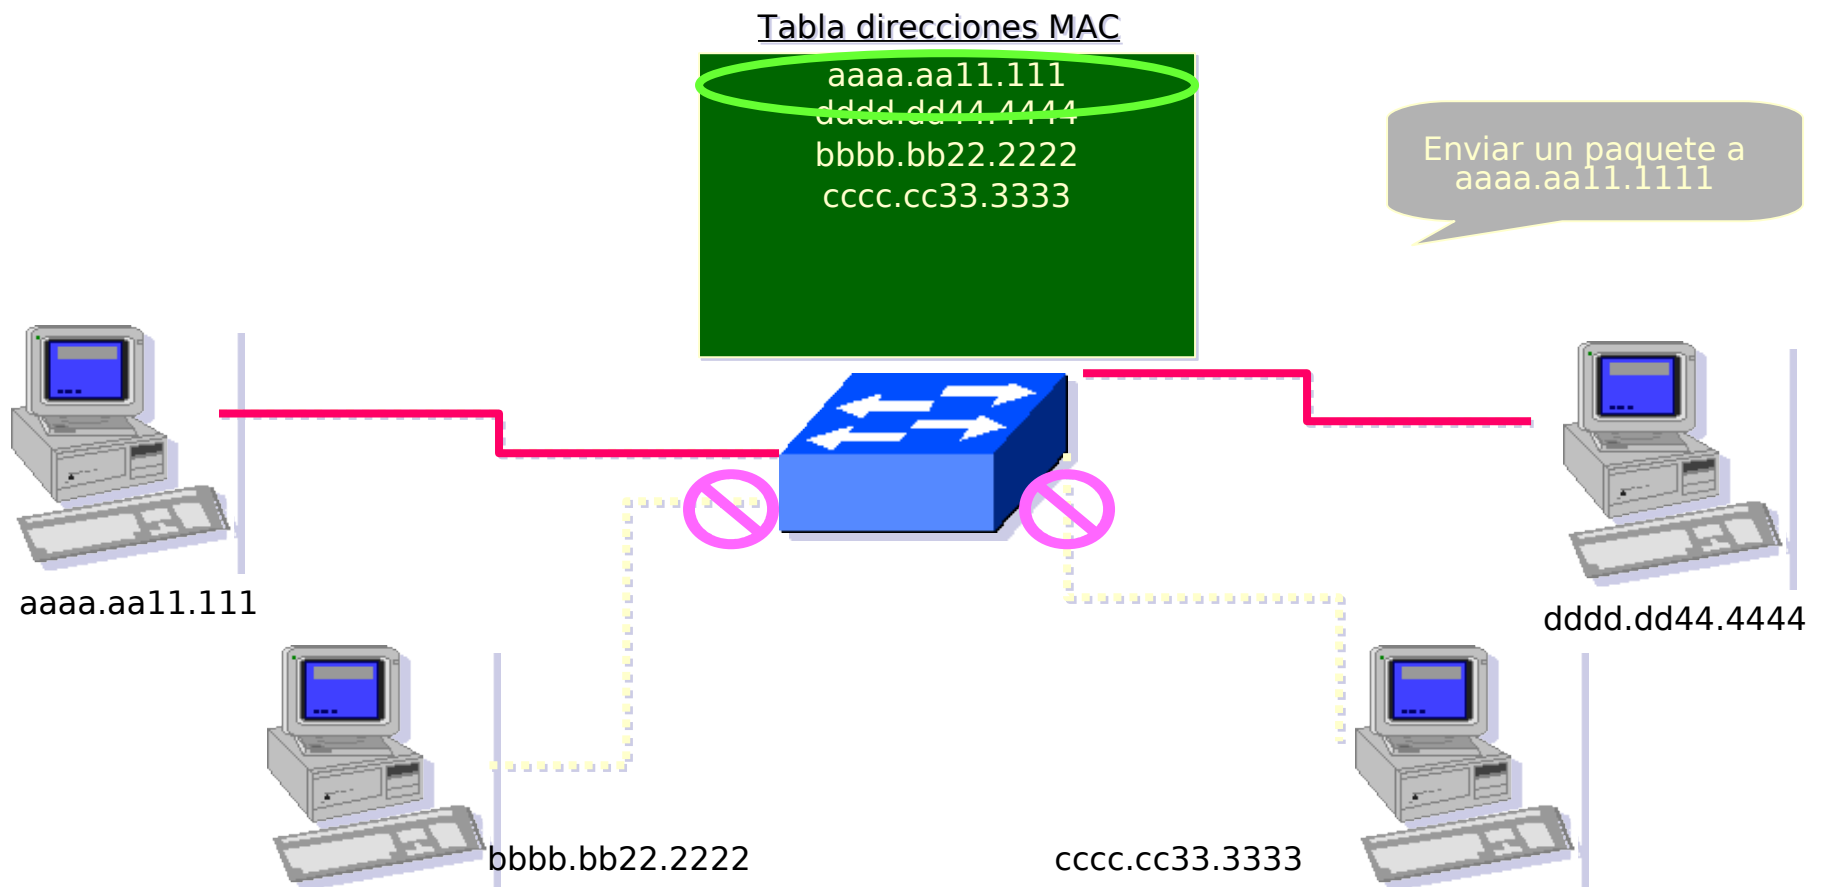 Tabla direcciones MAC
aaaa.aa11.111
dddd.dd44.4444
bbbb.bb22.2222
cccc.cc33.3333
Enviar un paquete a
aaaa.aa11.1111
aaaa.aa11.111
dddd.dd44.4444
bbbb.bb22.2222
cccc.cc33.3333